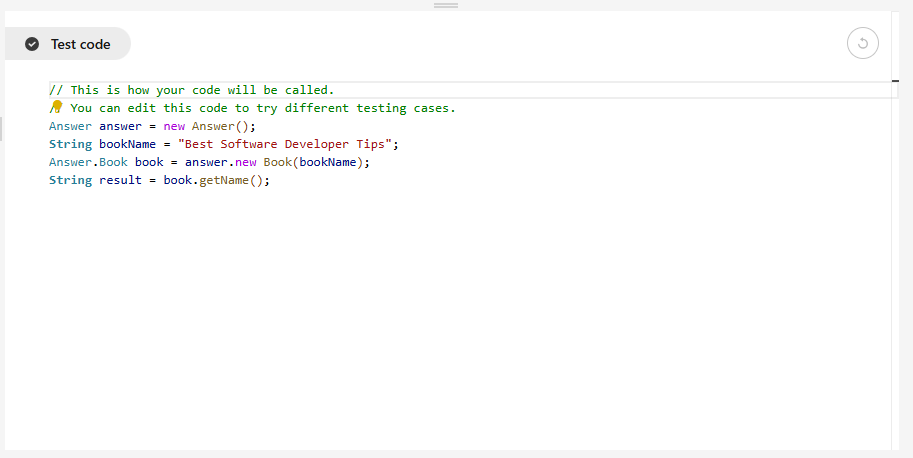 Test code
// This is how your code will be called.
// You can edit this code to try different testing cases.
Answer answer = new Answer();
String bookName = "Best Software Developer Tips";
Answer.Book book = answer.new Book(bookName);
String result = book.getName();